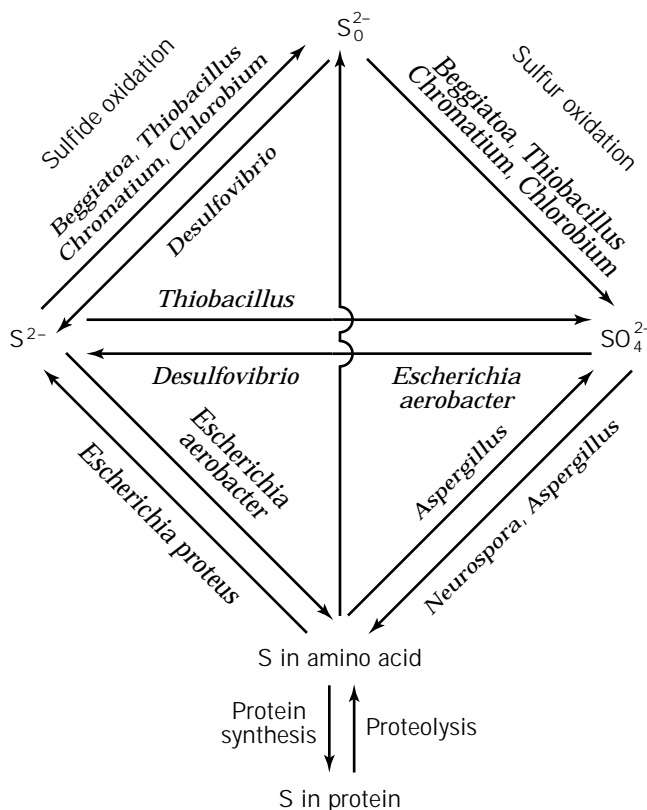 S₀²⁻
Sulfide oxidation
Beggiatoa, Thiobacillus
Chromatium, Chlorobium
Desulfovibrio
Sulfur oxidation
Beggiatoa, Thiobacillus
Chromatium, Chlorobium
Thiobacillus
S²⁻
SO₄²⁻
Desulfovibrio
Escherichia
aerobacter
Escherichia
aerobacter
Escherichia proteus
Aspergillus
Neurospora, Aspergillus
S in amino acid
Protein
synthesis
Proteolysis
S in protein